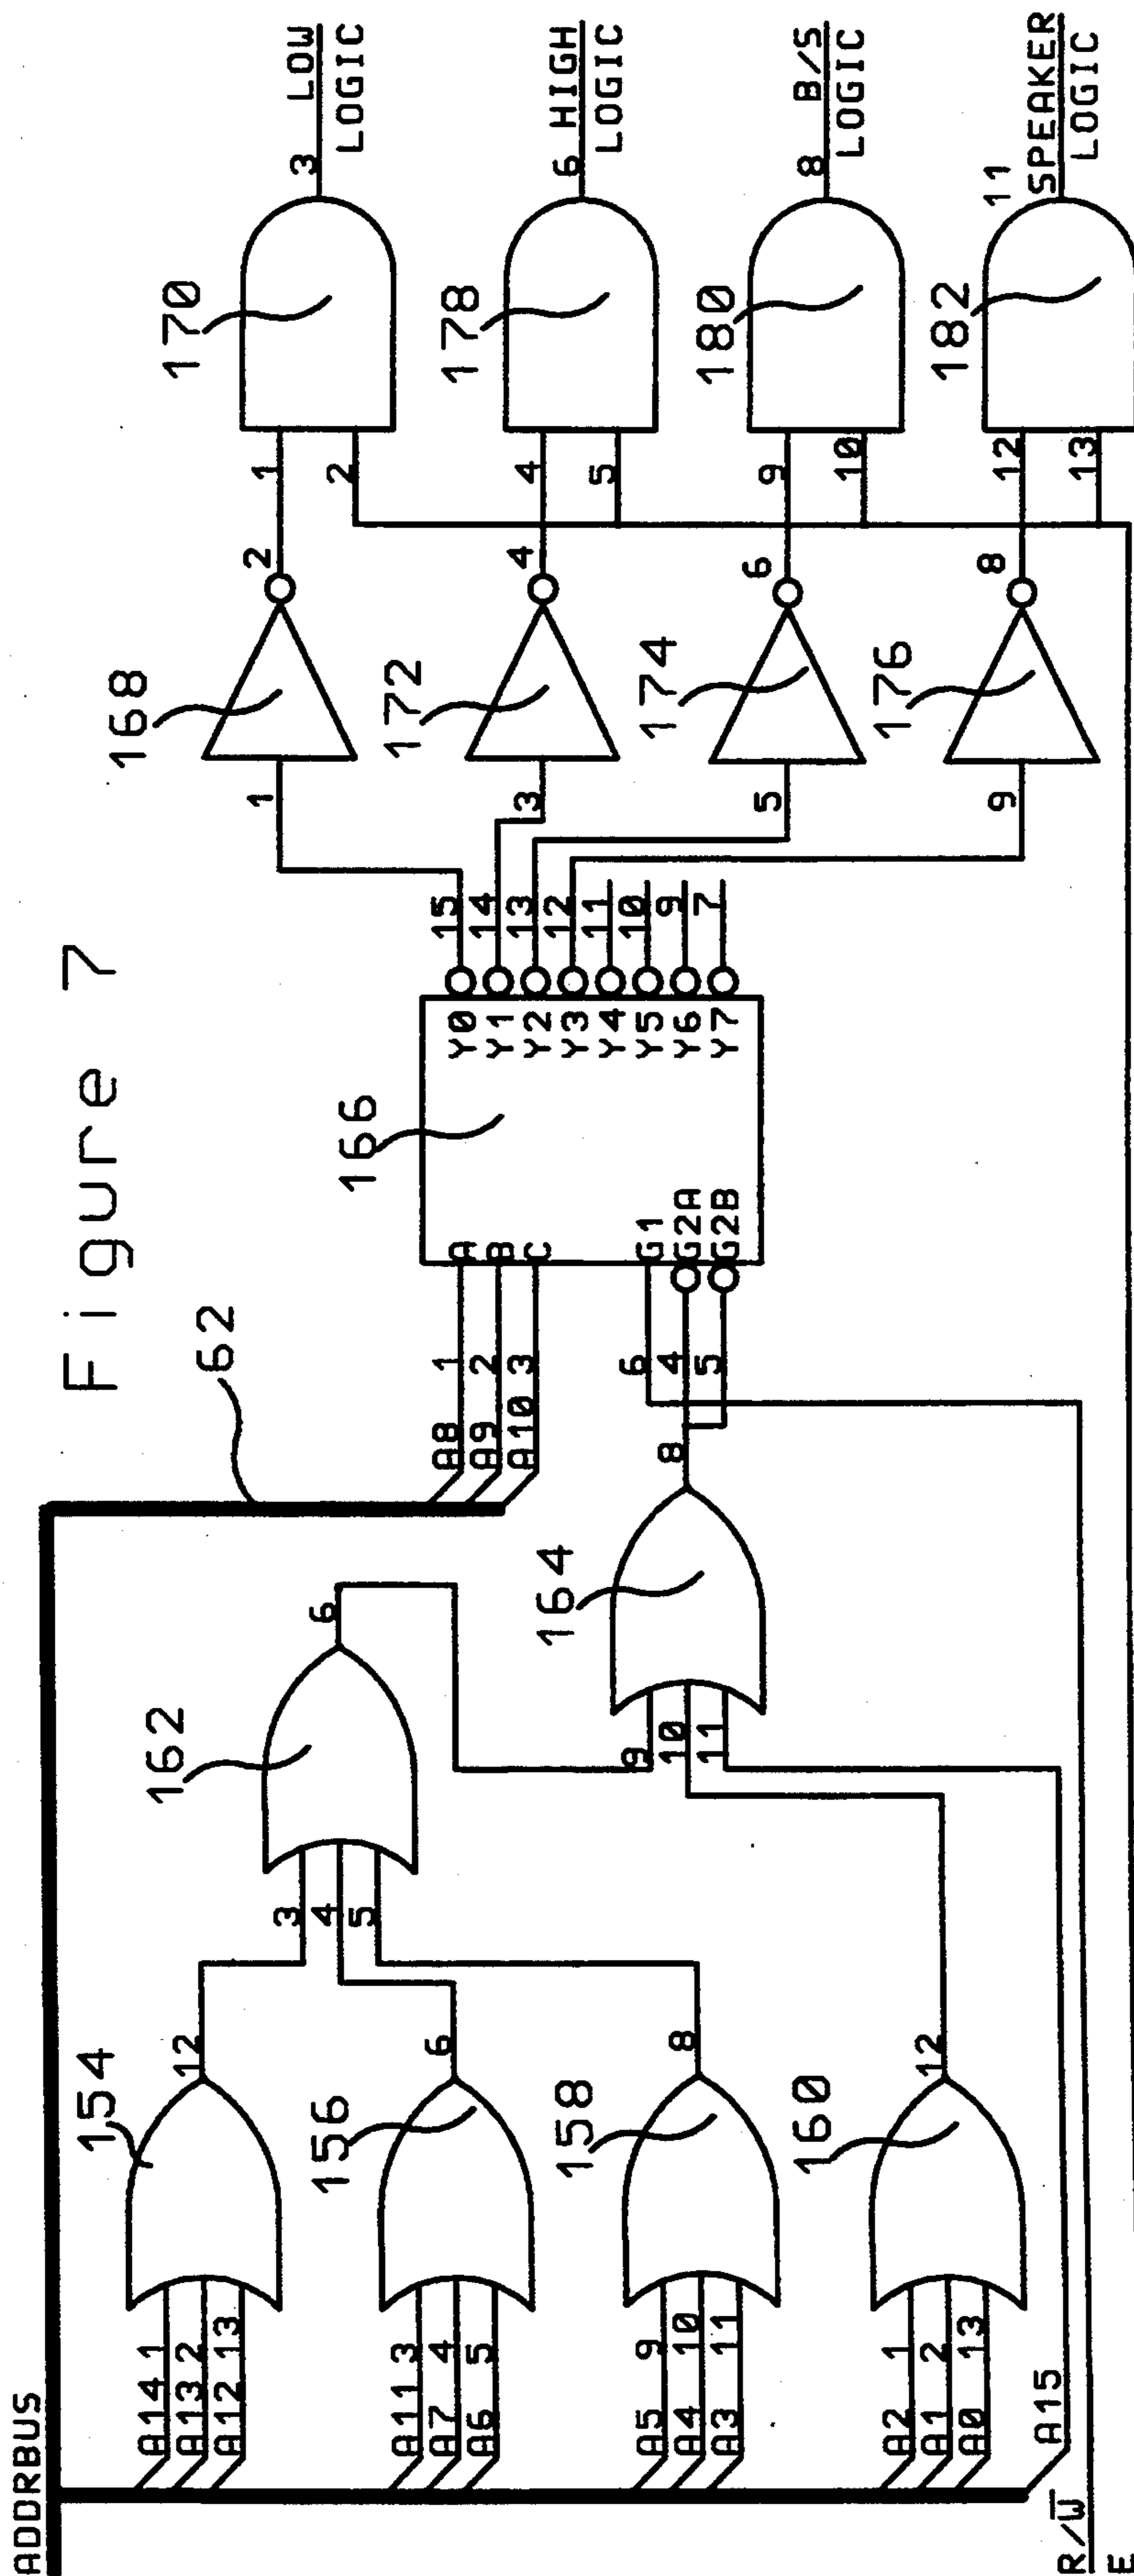 Figure 7
ADDRBUS
62
A14 1
A13 2
A12 13
154
12
A11 3
A7 4
A6 5
156
6
A5 9
A4 10
A3 11
158
8
A2 1
A1 2
A0 13
160
12
A15
R/W̅
E
3
4
5
162
6
9
10
11
164
8
A8 1
A9 2
A10 3
6
4
5
166
A
B
C
G1
G2A
G2B
Y0 15
Y1 14
Y2 13
Y3 12
Y4 11
Y5 10
Y6 9
Y7 7
1
168
2
3
172
4
5
174
6
9
176
8
1
2
170
3
LOW
LOGIC
4
5
178
6
HIGH
LOGIC
9
10
180
8
B/S
LOGIC
12
13
182
11
SPEAKER
LOGIC